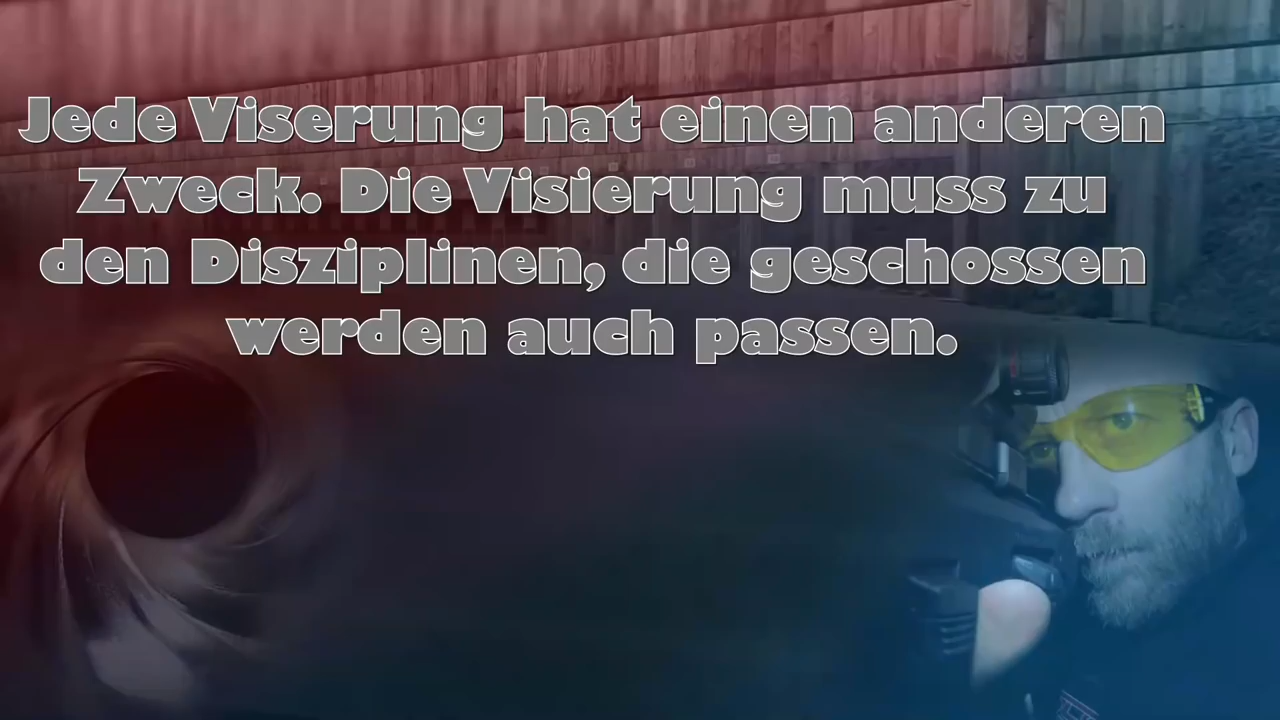 Jede Viserung hat einen anderen
Zweck. Die Visierung muss zu
den Disziplinen, die geschossen
werden auch passen.